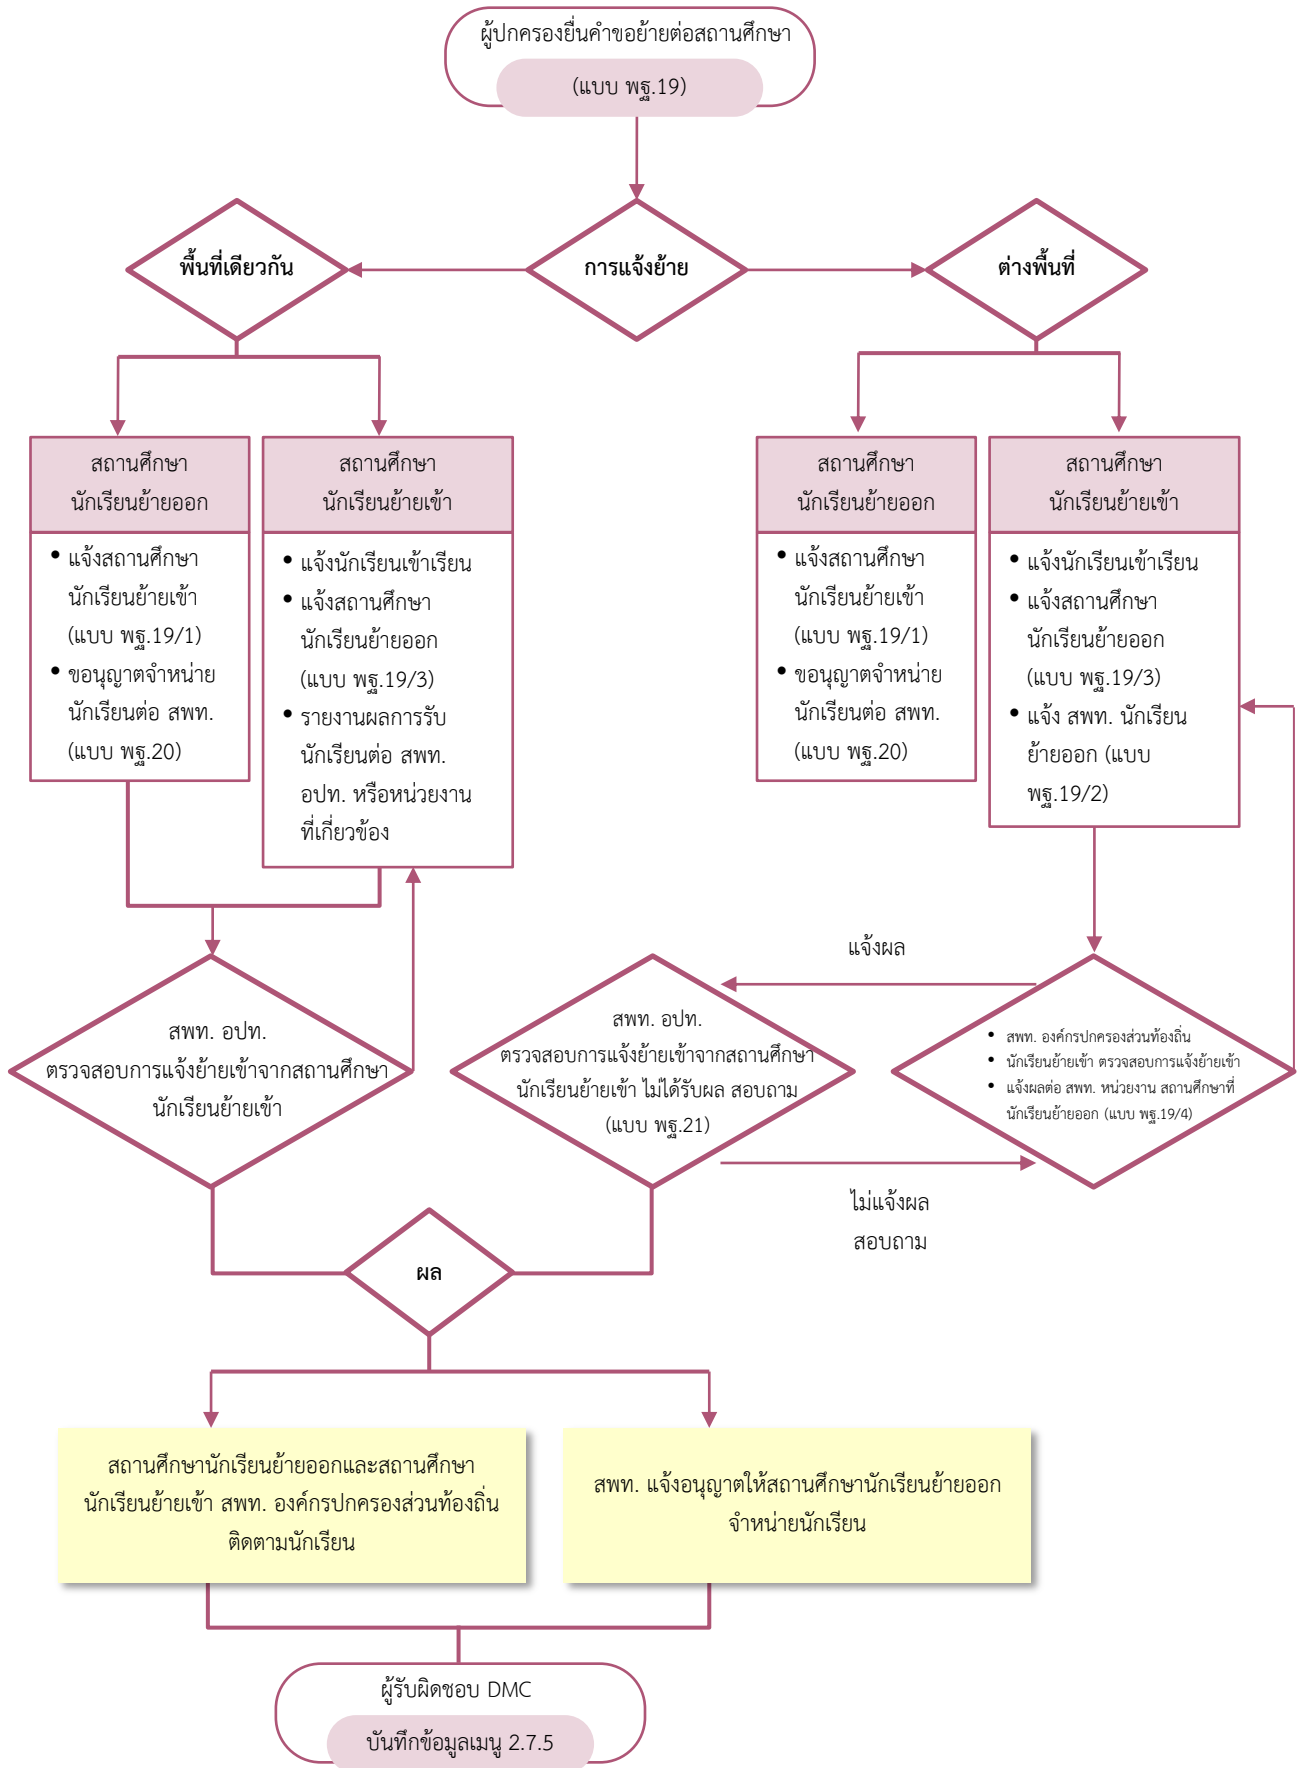 ผู้ปกครองยื่นคำขอย้ายต่อสถานศึกษา
(แบบ พฐ.19)
พื้นที่เดียวกัน
การแจ้งย้าย
ต่างพื้นที่
สถานศึกษา
นักเรียนย้ายออก
• แจ้งสถานศึกษา
นักเรียนย้ายเข้า
(แบบ พฐ.19/1)
• ขอนุญาตจำหน่าย
นักเรียนต่อ สพท.
(แบบ พฐ.20)
สถานศึกษา
นักเรียนย้ายเข้า
• แจ้งนักเรียนเข้าเรียน
• แจ้งสถานศึกษา
นักเรียนย้ายออก
(แบบ พฐ.19/3)
• รายงานผลการรับ
นักเรียนต่อ สพท.
อปท. หรือหน่วยงาน
ที่เกี่ยวข้อง
สถานศึกษา
นักเรียนย้ายออก
• แจ้งสถานศึกษา
นักเรียนย้ายเข้า
(แบบ พฐ.19/1)
• ขอนุญาตจำหน่าย
นักเรียนต่อ สพท.
(แบบ พฐ.20)
สถานศึกษา
นักเรียนย้ายเข้า
• แจ้งนักเรียนเข้าเรียน
• แจ้งสถานศึกษา
นักเรียนย้ายออก
(แบบ พฐ.19/3)
• แจ้ง สพท. นักเรียน
ย้ายออก (แบบ
พฐ.19/2)
สพท. อปท.
ตรวจสอบการแจ้งย้ายเข้าจากสถานศึกษา
นักเรียนย้ายเข้า
แจ้งผล
สพท. อปท.
ตรวจสอบการแจ้งย้ายเข้าจากสถานศึกษา
นักเรียนย้ายเข้า ไม่ได้รับผล สอบถาม
(แบบ พฐ.21)
• สพท. องค์กรปกครองส่วนท้องถิ่น
• นักเรียนย้ายเข้า ตรวจสอบการแจ้งย้ายเข้า
• แจ้งผลต่อ สพท. หน่วยงาน สถานศึกษาที่
นักเรียนย้ายออก (แบบ พฐ.19/4)
ไม่แจ้งผล
สอบถาม
ผล
สถานศึกษานักเรียนย้ายออกและสถานศึกษา
นักเรียนย้ายเข้า สพท. องค์กรปกครองส่วนท้องถิ่น
ติดตามนักเรียน
สพท. แจ้งอนุญาตให้สถานศึกษานักเรียนย้ายออก
จำหน่ายนักเรียน
ผู้รับผิดชอบ DMC
บันทึกข้อมูลเมนู 2.7.5